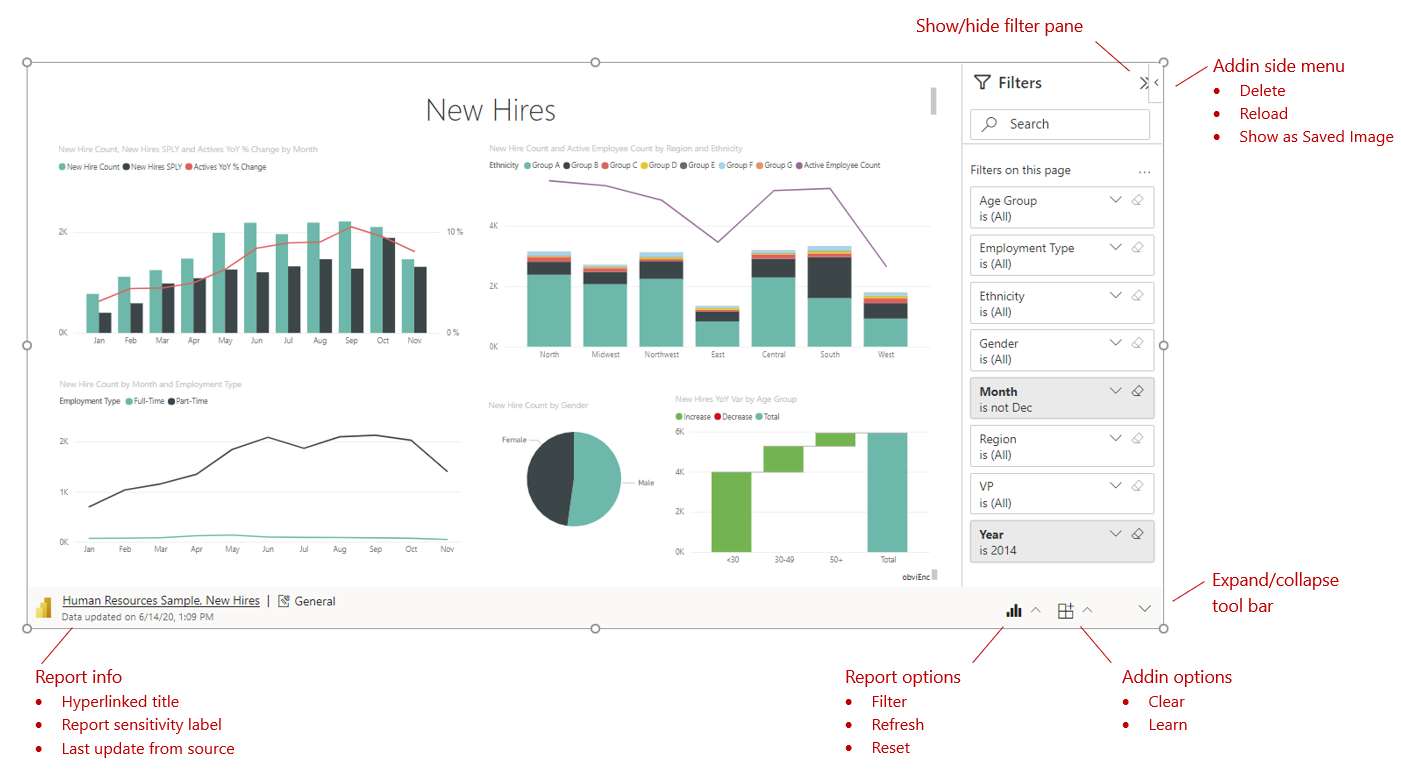 Show/hide filter pane
Addin side menu
• Delete
• Reload
• Show as Saved Image
New Hires
New Hire Count, New Hires SPLY and Actives YoY % Change by Month
New Hire Count New Hires SPLY Actives YoY % Change
2K
0K
10 %
0 %
Jan Feb Mar Apr May Jun Jul Aug Sep Oct Nov
New Hire Count and Active Employee Count by Region and Ethnicity
Ethnicity Group A Group B Group C Group D Group E Group F Group G Active Employee Count
4K
2K
0K
North Midwest Northwest East Central South West
New Hire Count by Month and Employment Type
Employment Type Full-Time Part-Time
2K
1K
0K
Jan Feb Mar Apr May Jun Jul Aug Sep Oct Nov
New Hire Count by Gender
Female
Male
New Hires YoY Var by Age Group
Increase Decrease Total
6K
4K
2K
0K
<30 30-49 50+ Total
obviEnc
Filters
Search
Filters on this page ...
Age Group
is (All)
Employment Type
is (All)
Ethnicity
is (All)
Gender
is (All)
Month
is not Dec
Region
is (All)
VP
is (All)
Year
is 2014
Human Resources Sample, New Hires | General
Data updated on 6/14/20, 1:09 PM
Expand/collapse
tool bar
Report info
• Hyperlinked title
• Report sensitivity label
• Last update from source
Report options
• Filter
• Refresh
• Reset
Addin options
• Clear
• Learn